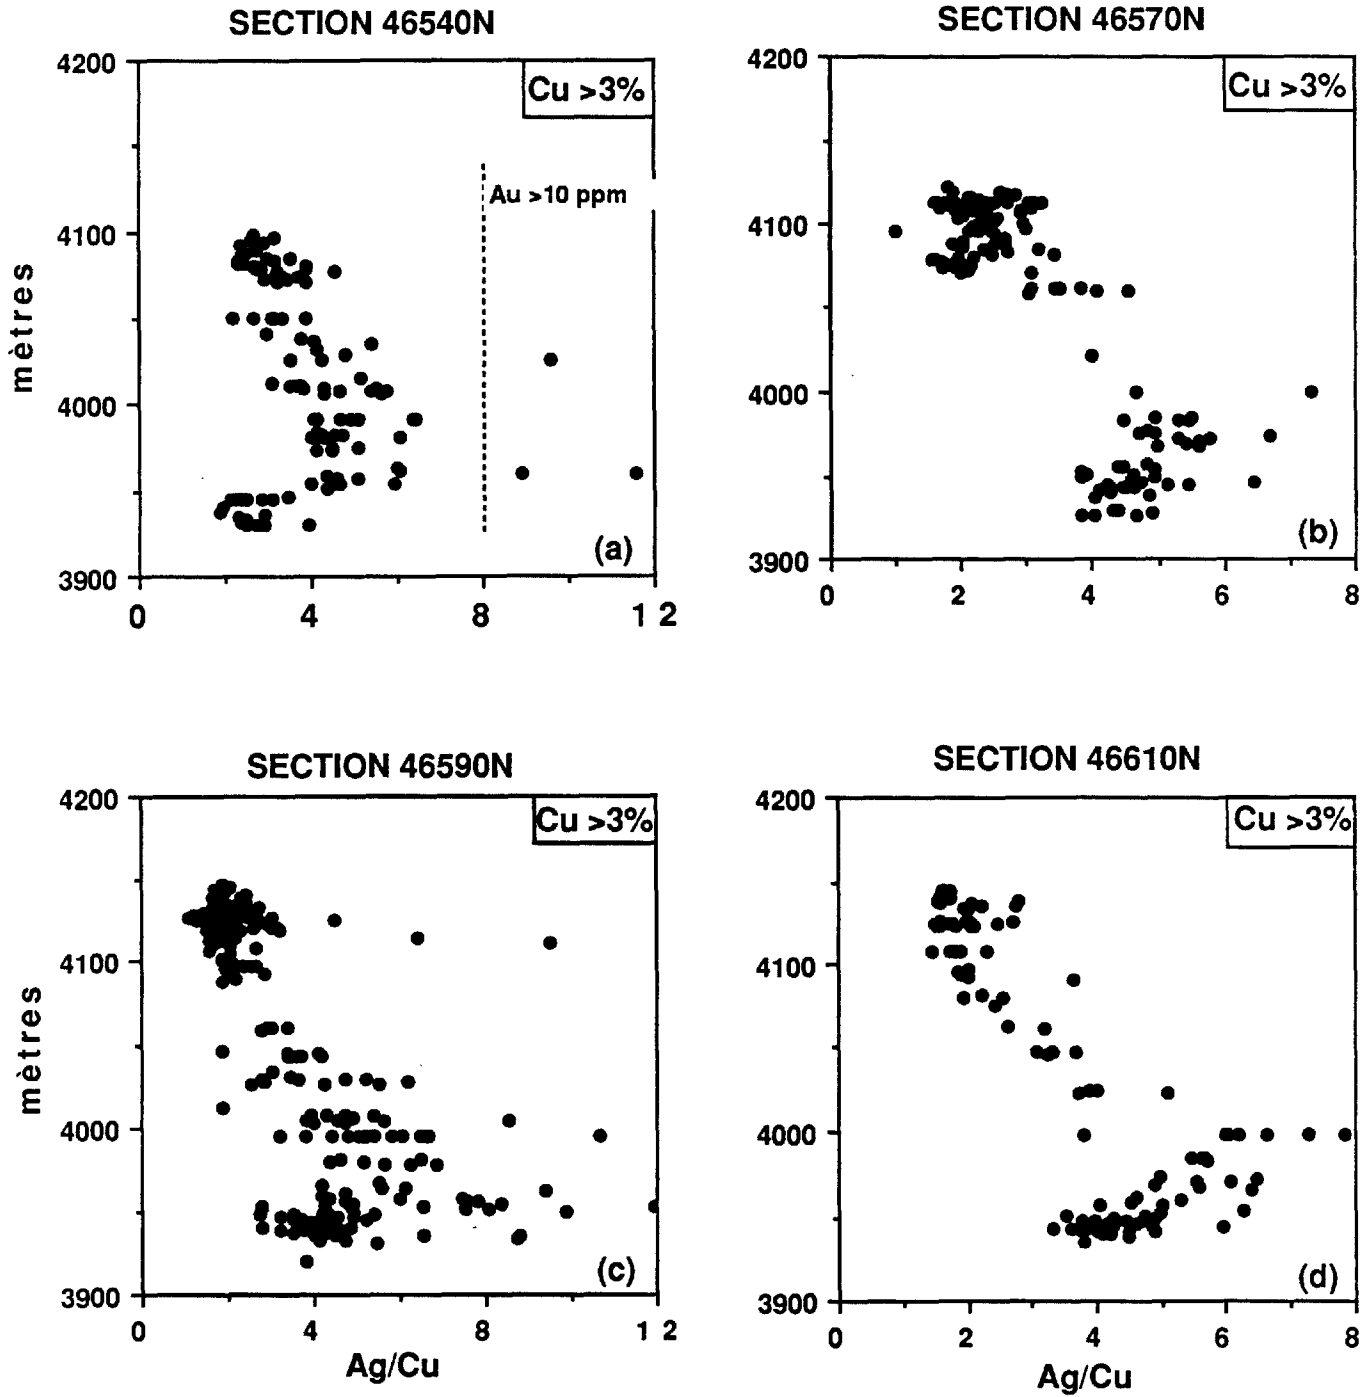 SECTION 46540N
4200
Cu >3%
Au >10 ppm
4100
mètres
4000
(a)
3900
0 4 8 1 2
SECTION 46570N
4200
Cu >3%
4100
4000
(b)
3900
0 2 4 6 8
SECTION 46590N
4200
Cu >3%
4100
mètres
4000
(c)
3900
0 4 8 1 2
Ag/Cu
SECTION 46610N
4200
Cu >3%
4100
4000
(d)
3900
0 2 4 6 8
Ag/Cu